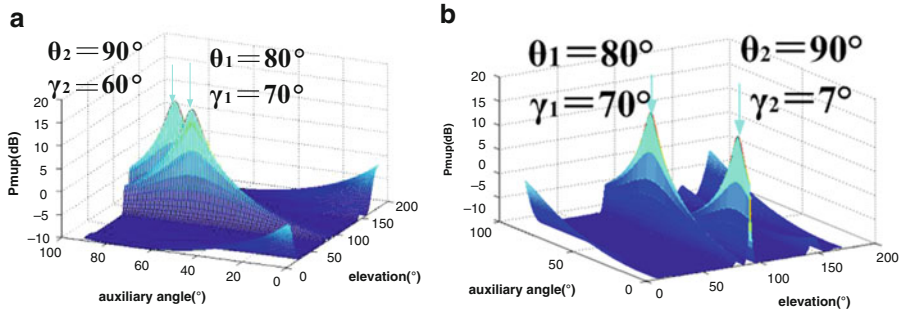 a
θ₂＝90°
γ₂＝60°
θ₁＝80°
γ₁＝70°
20
15
10
5
0
−5
−10
Pmup(dB)
100
80
60
40
20
0
auxiliary angle(°)
0
50
100
150
200
elevation(°)
b
θ₁＝80°
γ₁＝70°
θ₂＝90°
γ₂＝7°
20
15
10
5
0
−5
−10
Pmup(dB)
100
50
0
auxiliary angle(°)
0
50
100
150
200
elevation(°)